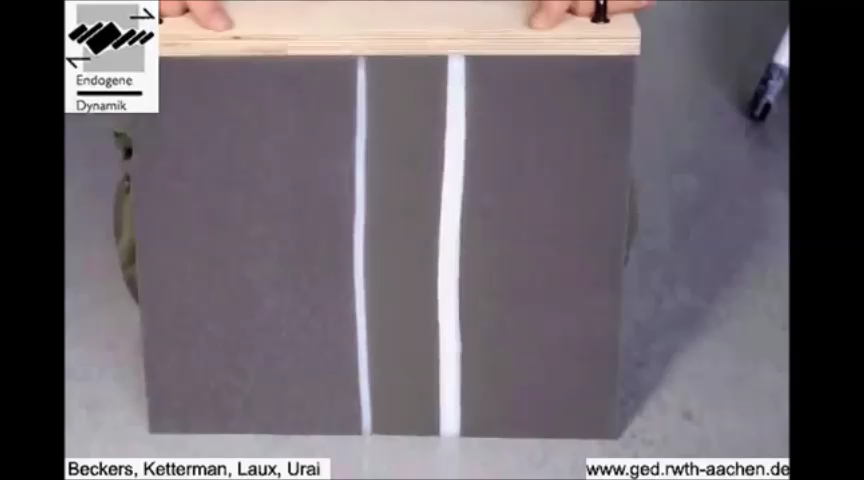 Endogene
Dynamik
Beckers, Ketterman, Laux, Urai
www.ged.rwth-aachen.de